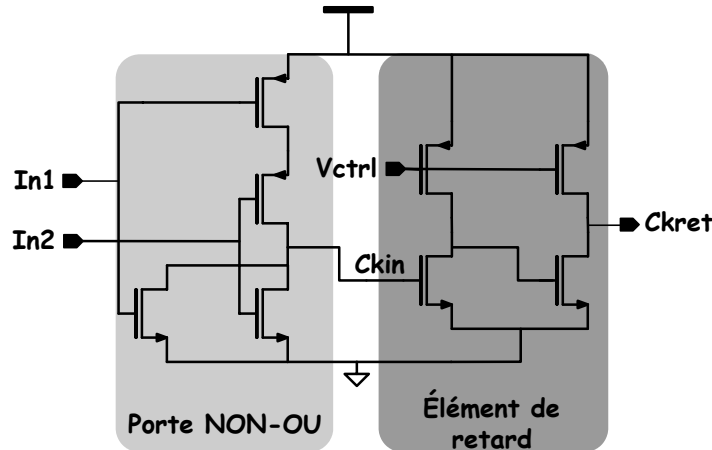 In1
Vctrl
In2
Ckret
Ckin
Porte NON-OU
Élément de
retard